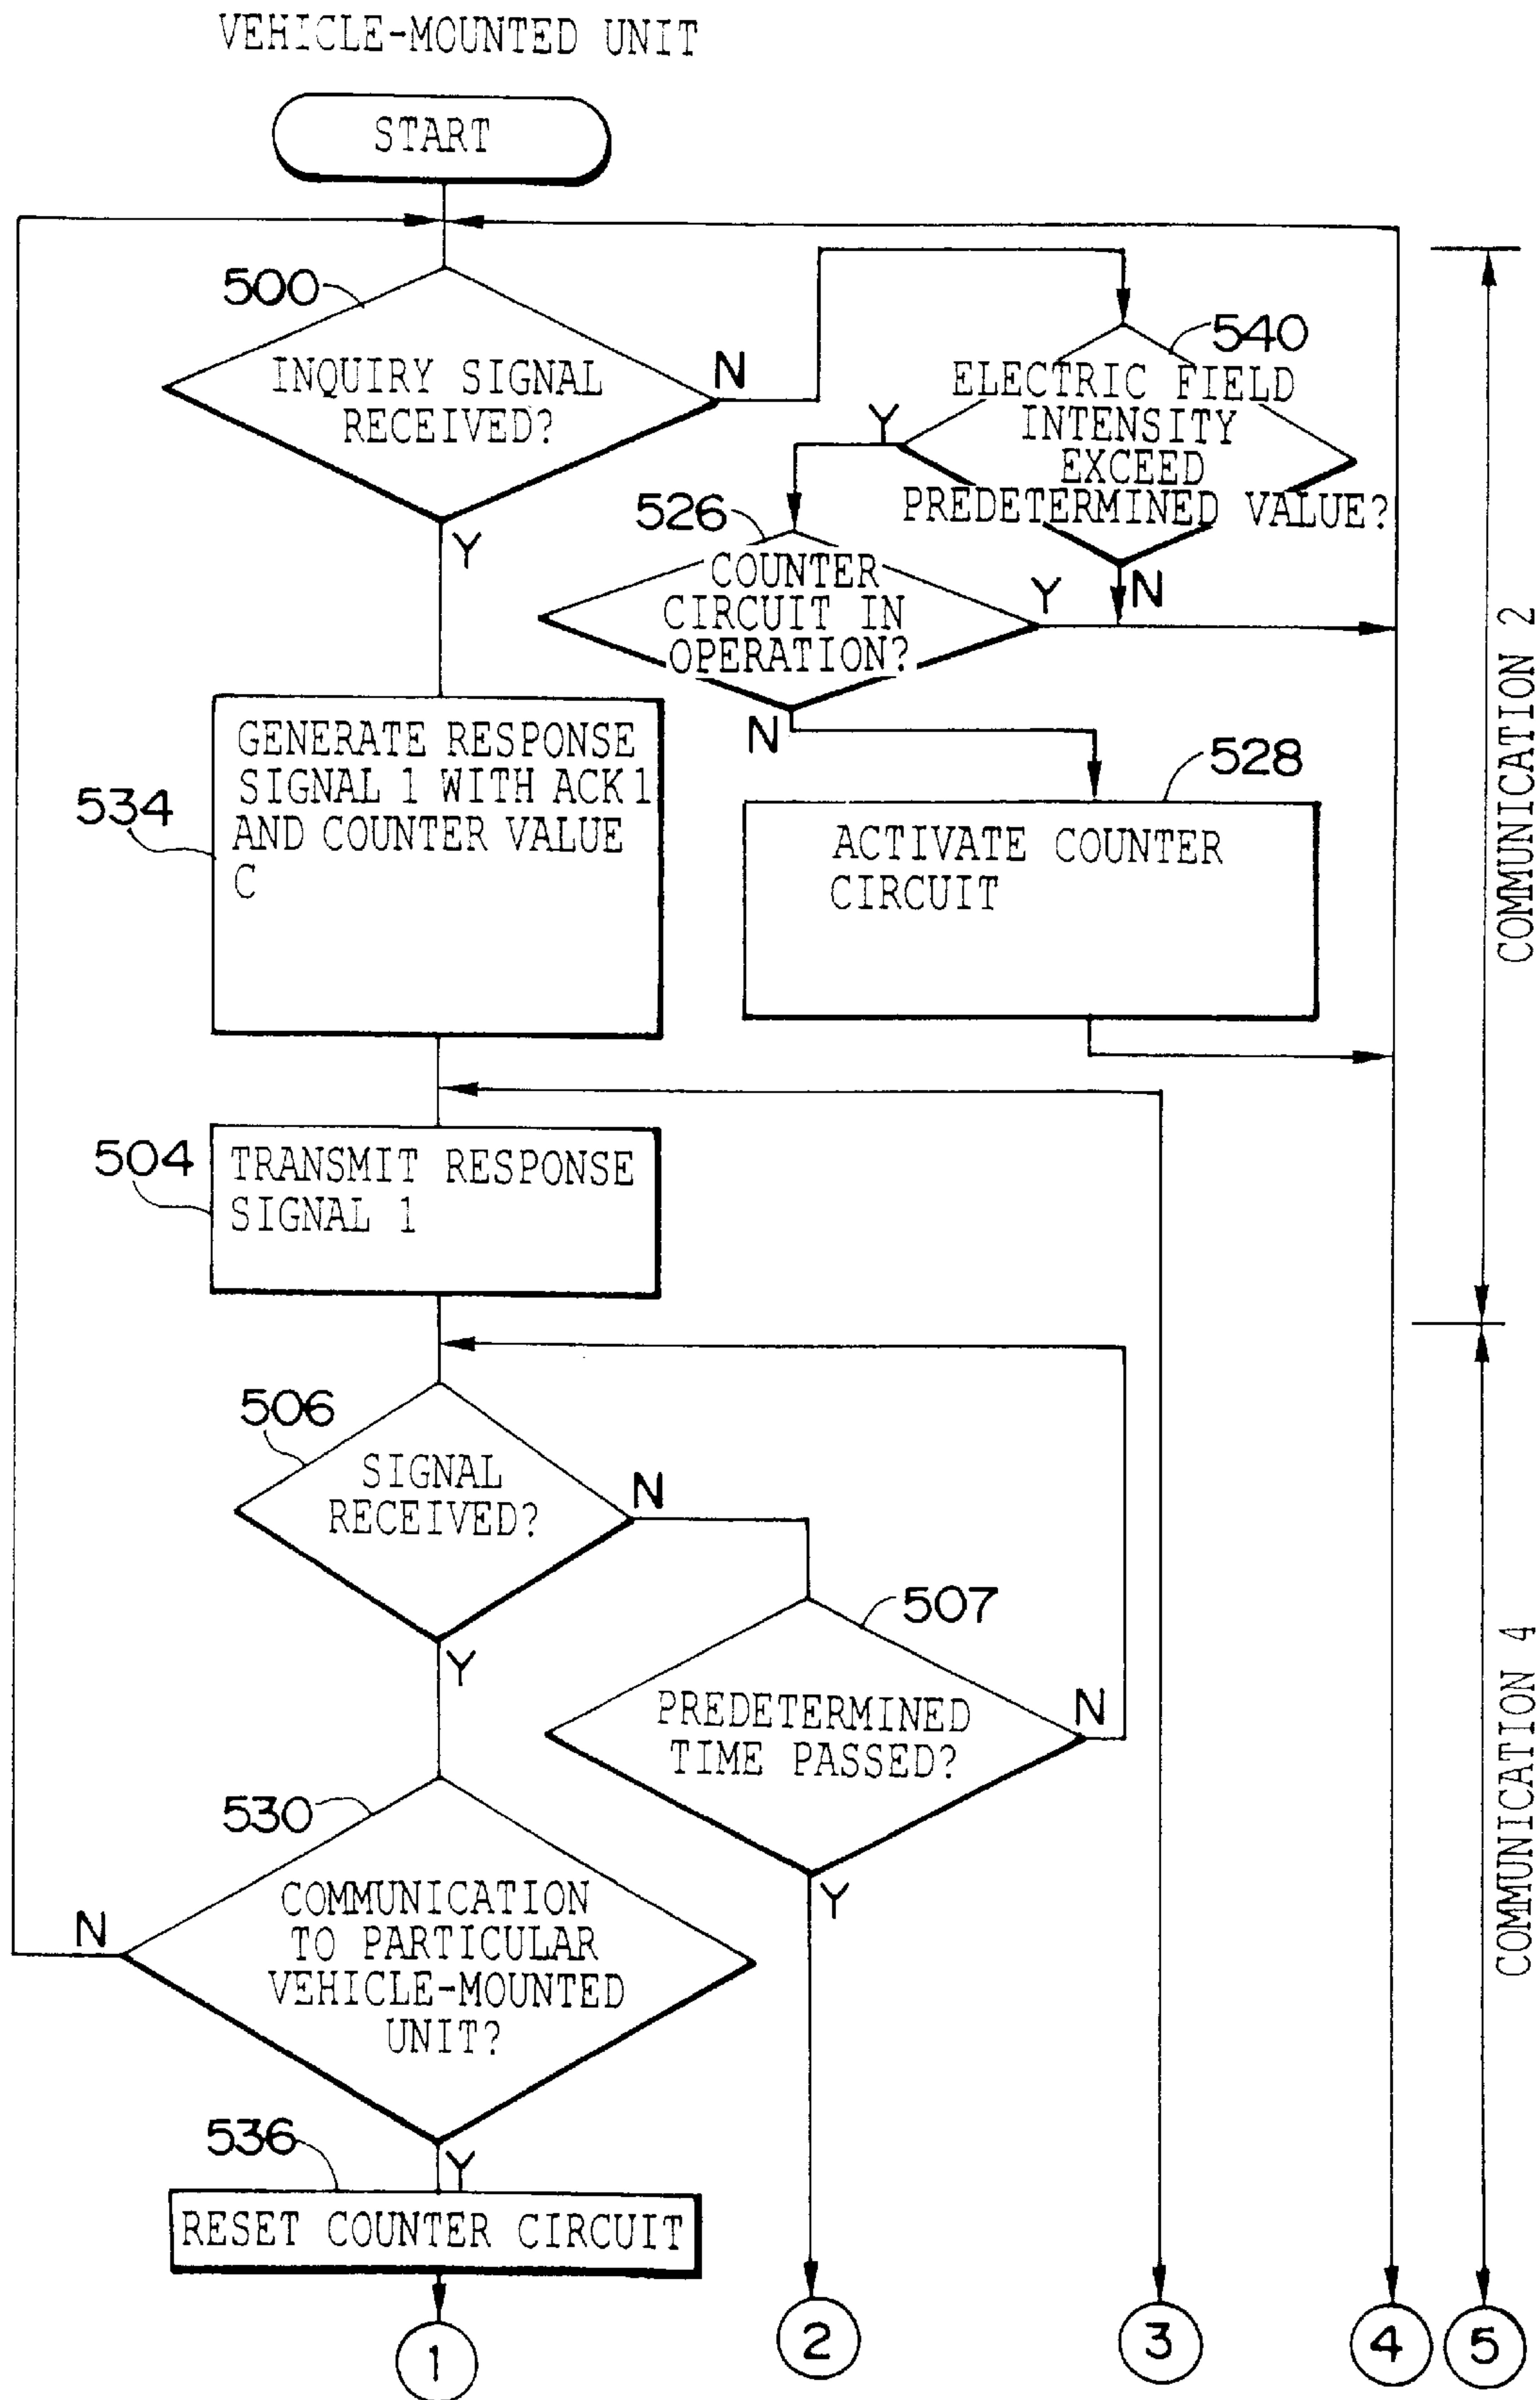 VEHICLE-MOUNTED UNIT
START
500
INQUIRY SIGNAL
RECEIVED?
N
Y
540
ELECTRIC FIELD
INTENSITY
EXCEED
PREDETERMINED VALUE?
Y
N
526
COUNTER
CIRCUIT IN
OPERATION?
Y
N
534
GENERATE RESPONSE
SIGNAL 1 WITH ACK1
AND COUNTER VALUE
C
528
ACTIVATE COUNTER
CIRCUIT
COMMUNICATION 2
504
TRANSMIT RESPONSE
SIGNAL 1
506
SIGNAL
RECEIVED?
N
Y
507
PREDETERMINED
TIME PASSED?
N
Y
530
COMMUNICATION
TO PARTICULAR
VEHICLE-MOUNTED
UNIT?
N
Y
COMMUNICATION 4
536
RESET COUNTER CIRCUIT
1
2
3
4
5